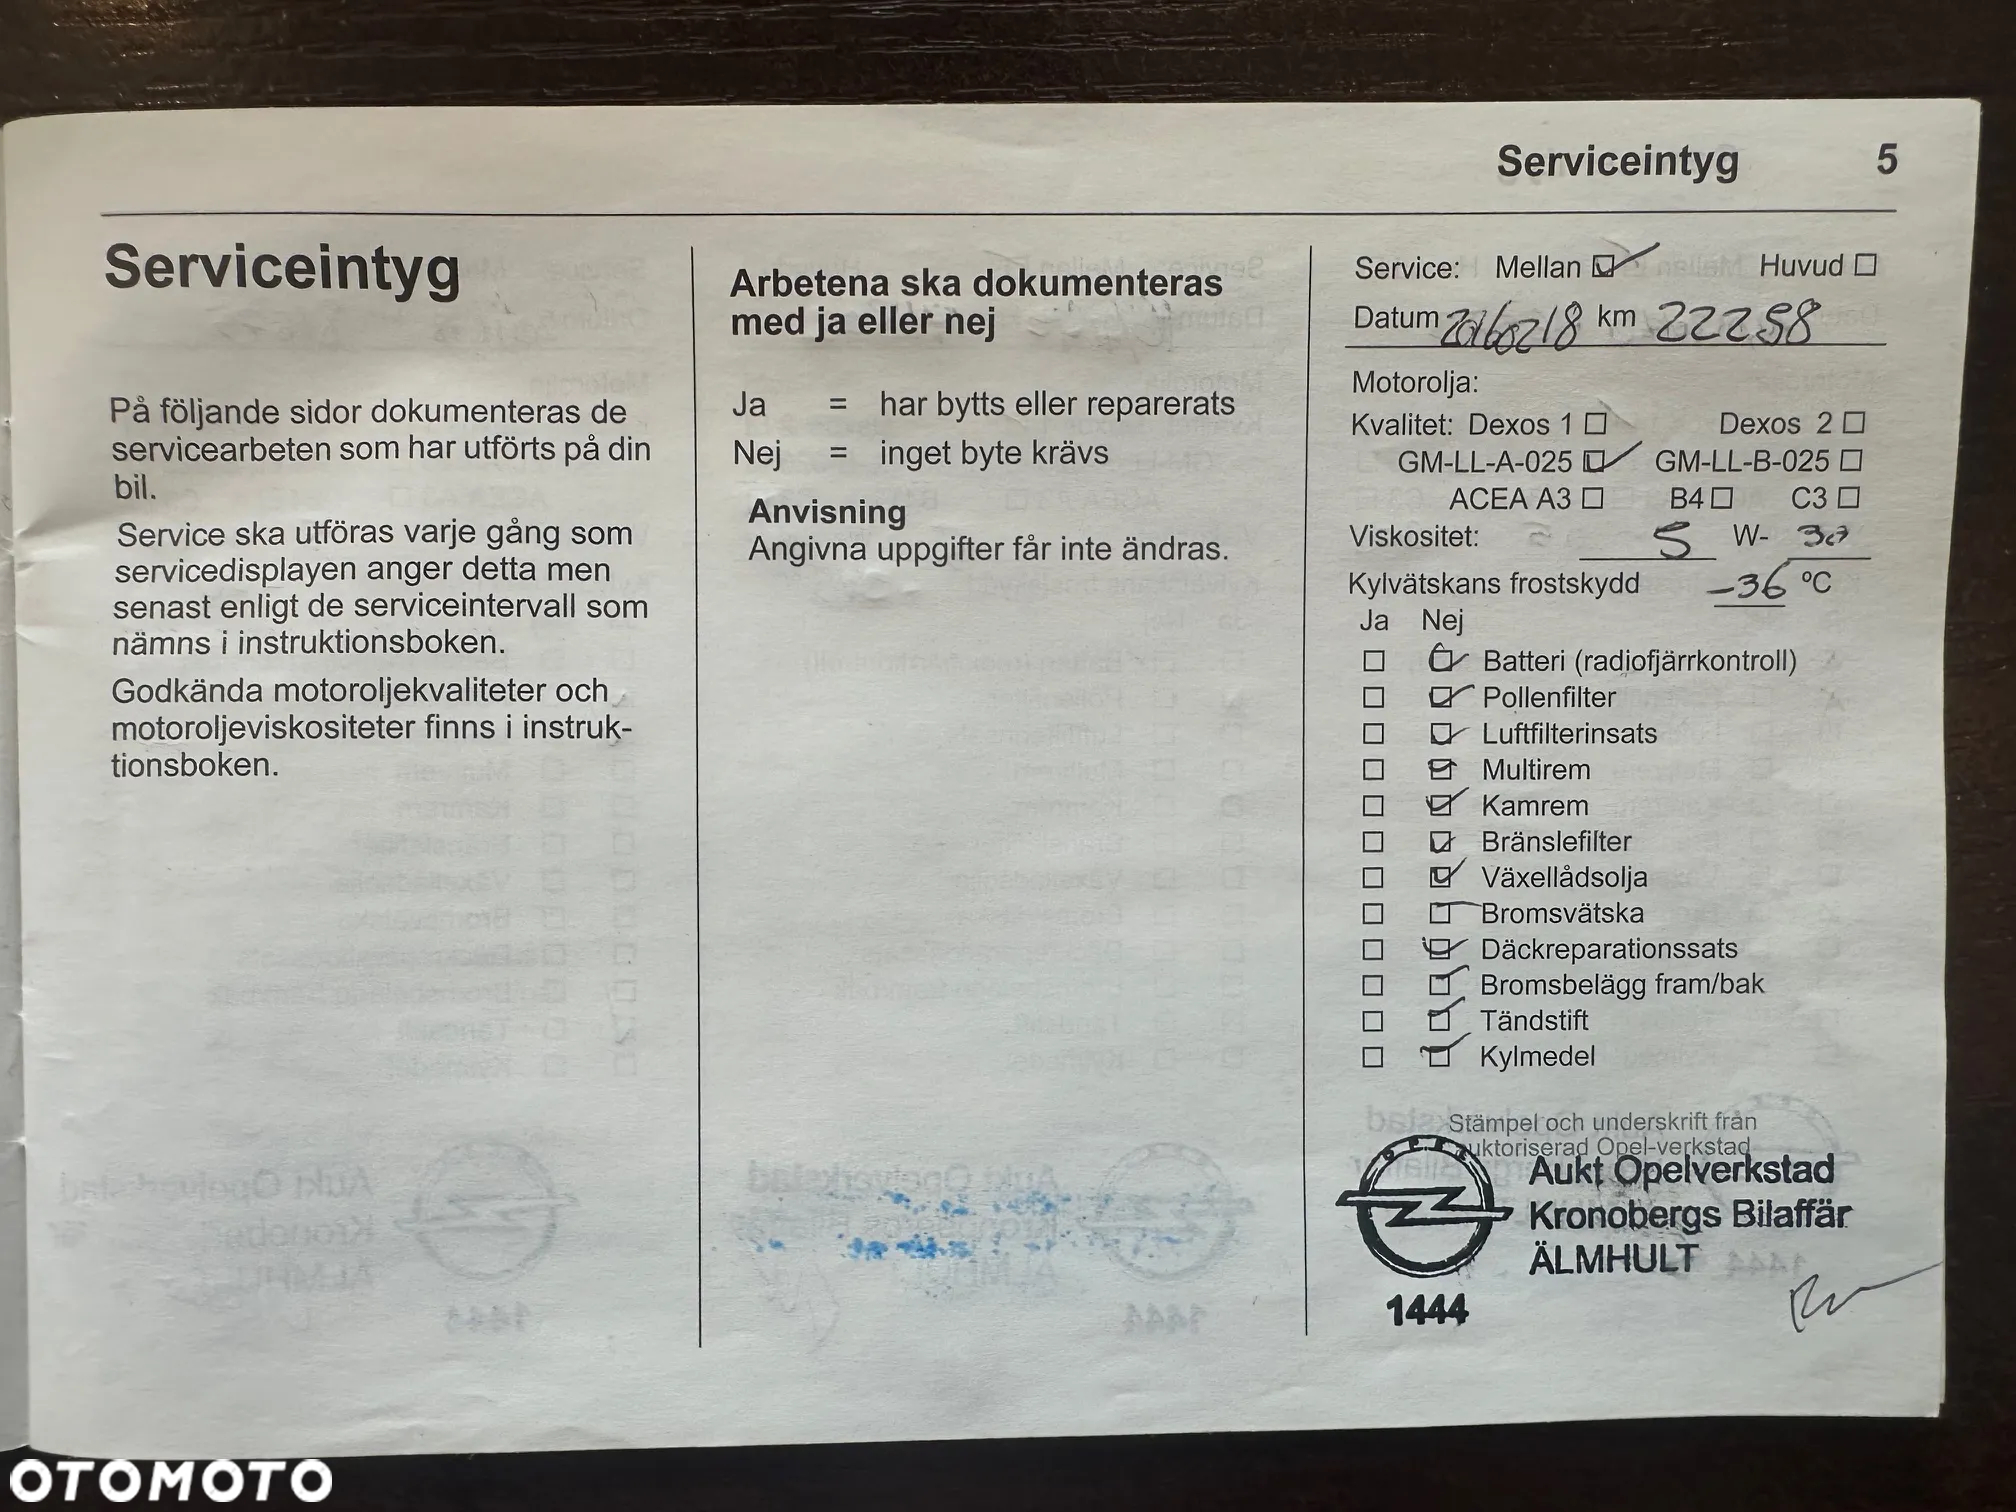 Serviceintyg 5
Serviceintyg
På följande sidor dokumenteras de
servicearbeten som har utförts på din
bil.
Service ska utföras varje gång som
servicedisplayen anger detta men
senast enligt de serviceintervall som
nämns i instruktionsboken.
Godkända motoroljekvaliteter och
motoroljeviskositeter finns i instruk-
tionsboken.
Arbetena ska dokumenteras
med ja eller nej
Ja = har bytts eller reparerats
Nej = inget byte krävs
Anvisning
Angivna uppgifter får inte ändras.
Service: Mellan ☑ Huvud ☐
Datum 20160218 km 22258
Motorolja:
Kvalitet: Dexos 1 ☐ Dexos 2 ☐
GM-LL-A-025 ☑ GM-LL-B-025 ☐
ACEA A3 ☐ B4 ☐ C3 ☐
Viskositet: 5 W- 30
Kylvätskans frostskydd -36 ºC
Ja Nej
☐ ☑ Batteri (radiofjärrkontroll)
☐ ☑ Pollenfilter
☐ ☑ Luftfilterinsats
☐ ☑ Multirem
☐ ☑ Kamrem
☐ ☑ Bränslefilter
☐ ☑ Växellådsolja
☐ ☑ Bromsvätska
☐ ☑ Däckreparationssats
☐ ☑ Bromsbelägg fram/bak
☐ ☑ Tändstift
☐ ☑ Kylmedel
Stämpel och underskrift från
auktoriserad Opel-verkstad
Aukt Opelverkstad
Kronobergs Bilaffär
ÄLMHULT
1444
OTOMOTO